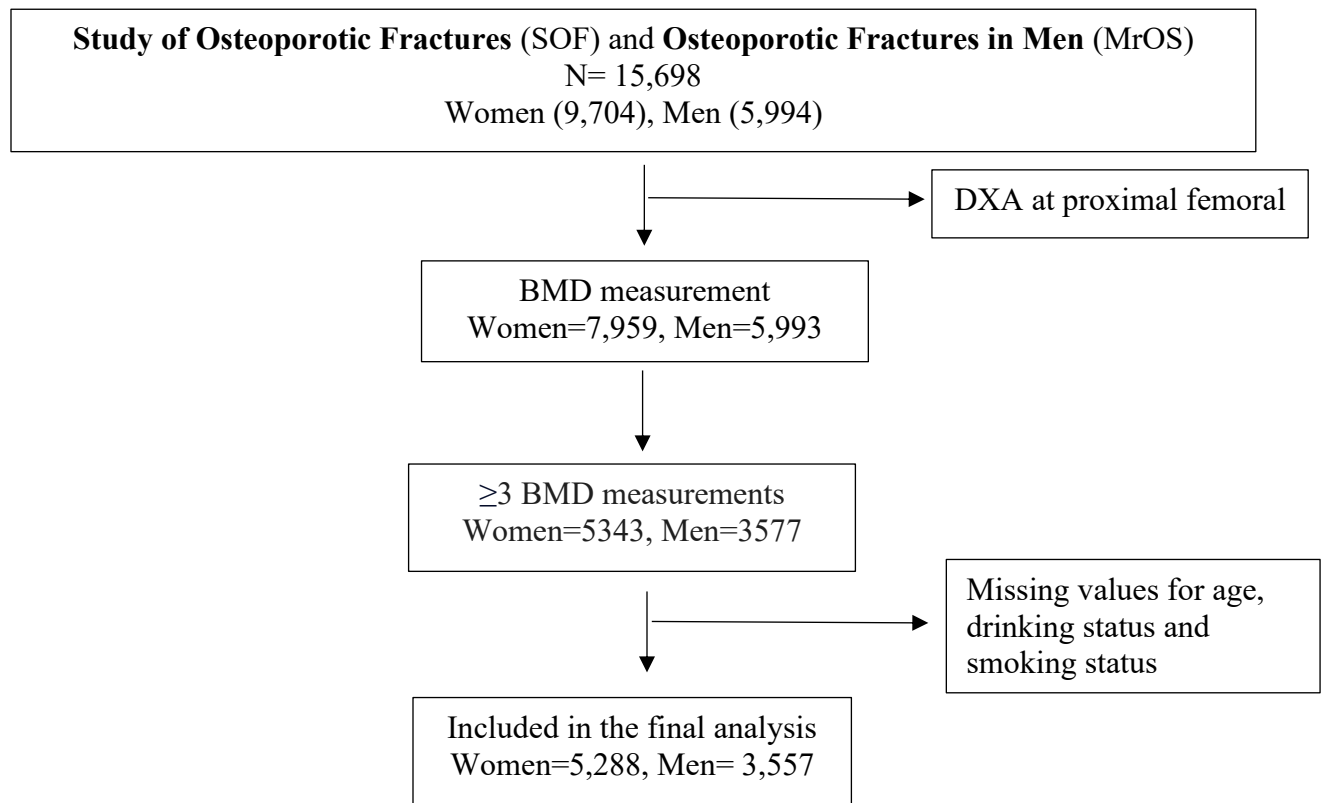 Study of Osteoporotic Fractures (SOF) and Osteoporotic Fractures in Men (MrOS)
N= 15,698
Women (9,704), Men (5,994)
DXA at proximal femoral
BMD measurement
Women=7,959, Men=5,993
≥3 BMD measurements
Women=5343, Men=3577
Missing values for age,
drinking status and
smoking status
Included in the final analysis
Women=5,288, Men= 3,557